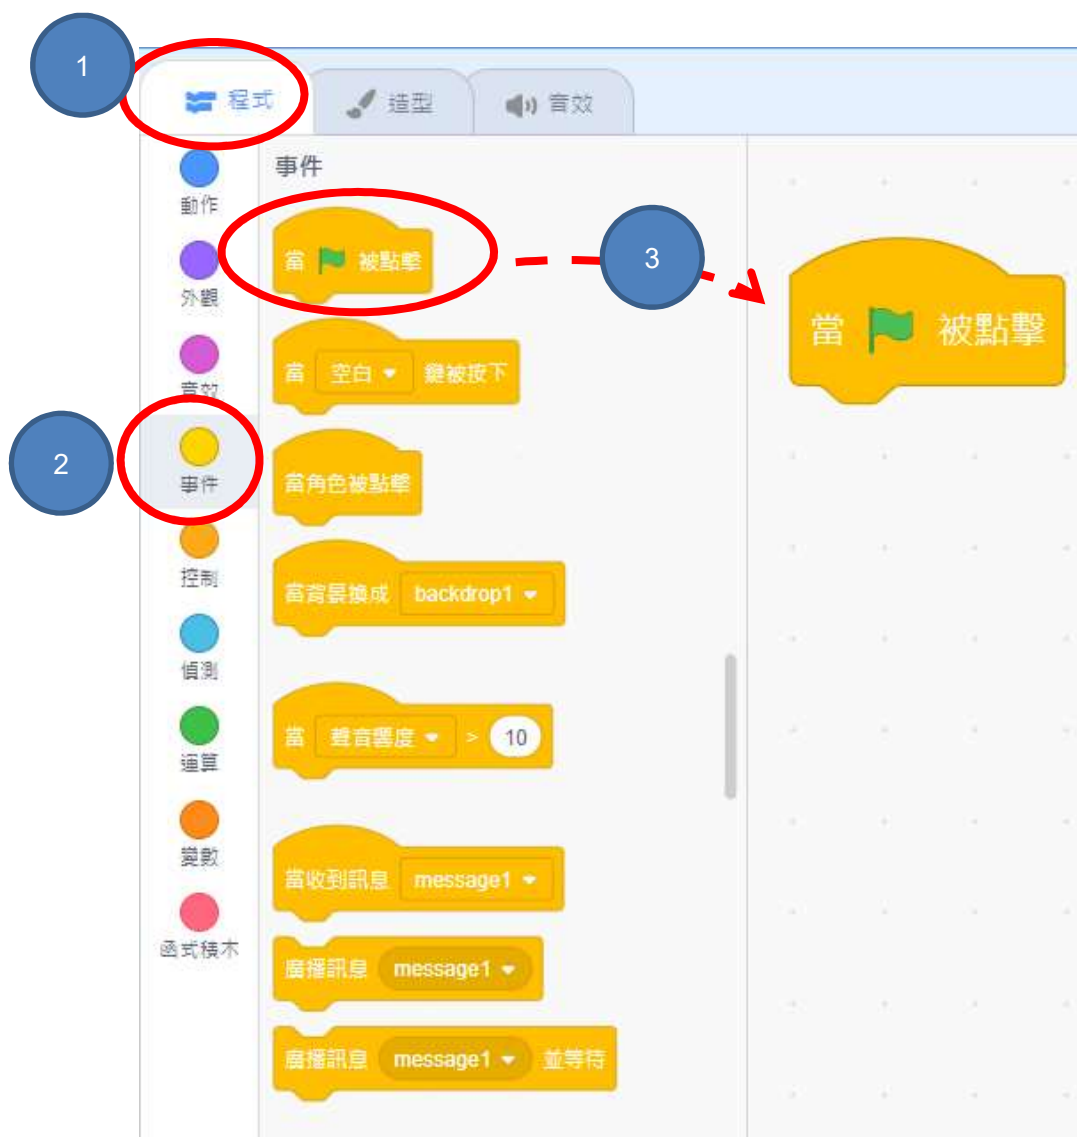 1
程式
造型
音效
動作
外觀
音效
事件
控制
偵測
運算
變數
函式積木
2
事件
當 被點擊
當 空白 鍵被按下
當角色被點擊
當背景換成 backdrop1
當 聲音響度 > 10
當收到訊息 message1
廣播訊息 message1
廣播訊息 message1 並等待
3
當 被點擊